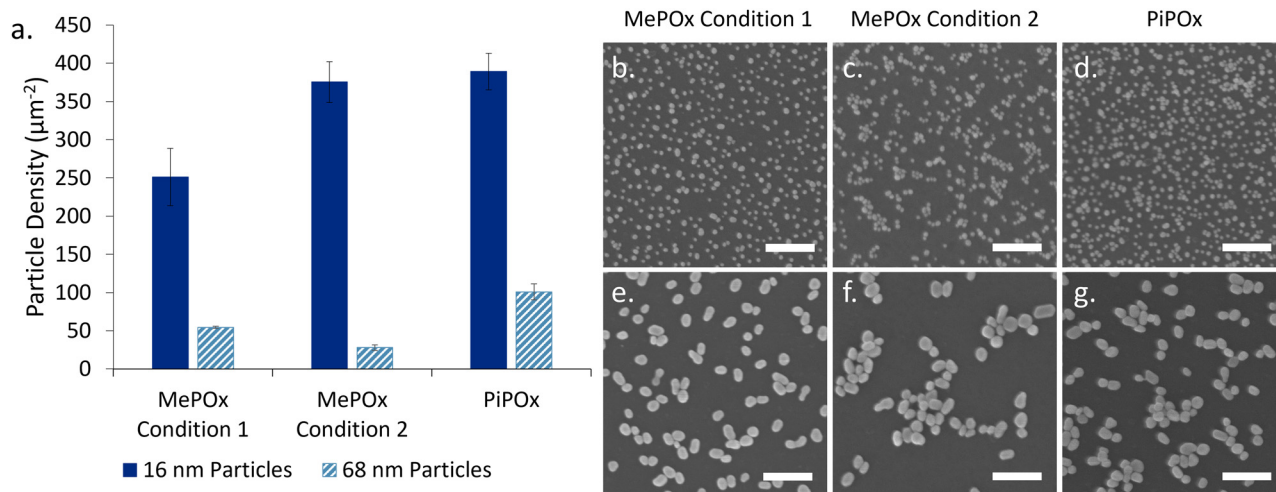 a.
Particle Density (µm⁻²)
450
400
350
300
250
200
150
100
50
0
MePOx
Condition 1
MePOx
Condition 2
PiPOx
16 nm Particles
68 nm Particles
MePOx Condition 1
MePOx Condition 2
PiPOx
b.
c.
d.
e.
f.
g.